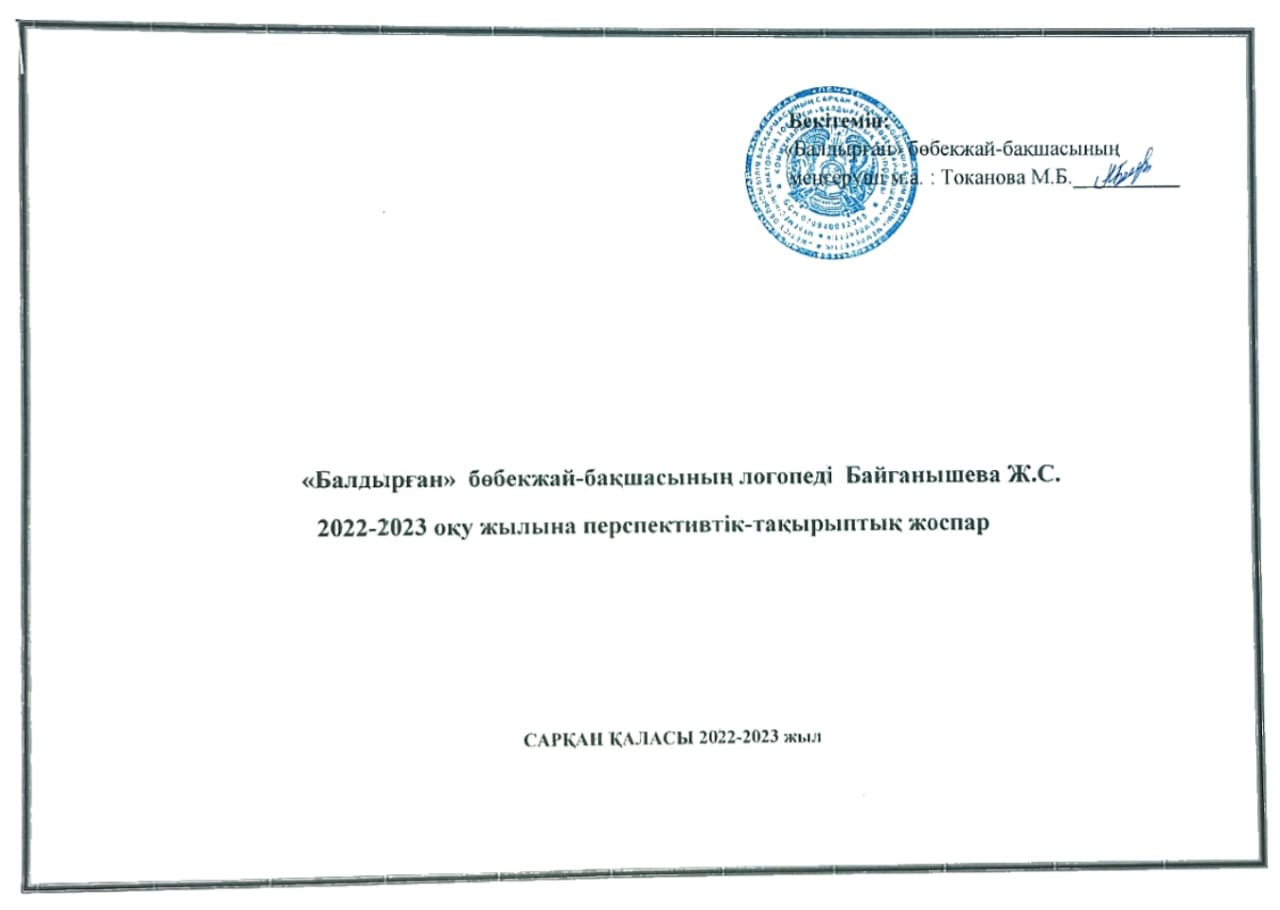 Бекітемін:
«Балдырған» бөбекжай-бақшасының
меңгеруші м.а. : Токанова М.Б.
«Балдырған» бөбекжай-бақшасының логопеді Байганышева Ж.С.
2022-2023 оқу жылына перспективтік-тақырыптық жоспар
САРҚАН ҚАЛАСЫ 2022-2023 жыл